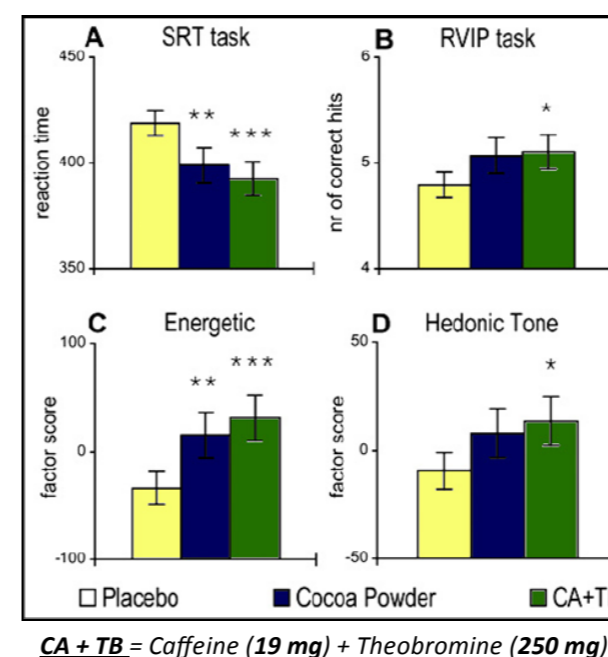 A SRT task
B RVIP task
450
400
350
reaction time
* *
* * *
6
5
4
nr of correct hits
*
C Energetic
D Hedonic Tone
100
0
-100
factor score
* *
* * *
50
0
-50
factor score
*
Placebo Cocoa Powder
CA + TB = Caffeine (19 mg) + Theobromine (250 mg)